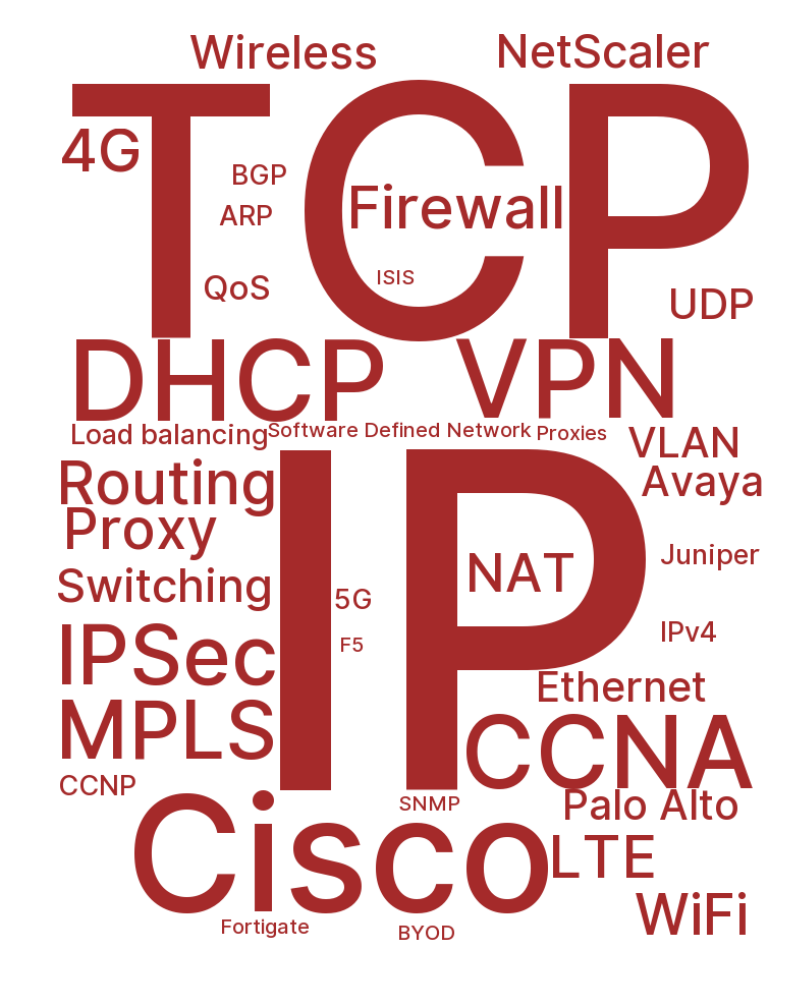 Wireless
NetScaler
TCP
4G
BGP
ARP
Firewall
ISIS
QoS
UDP
DHCP
VPN
Load balancing
Software Defined Network
Proxies
VLAN
Routing
Avaya
Proxy
NAT
Juniper
Switching
5G
IP
IPv4
F5
IPSec
Ethernet
MPLS
CCNA
CCNP
SNMP
Palo Alto
Cisco
LTE
WiFi
Fortigate
BYOD